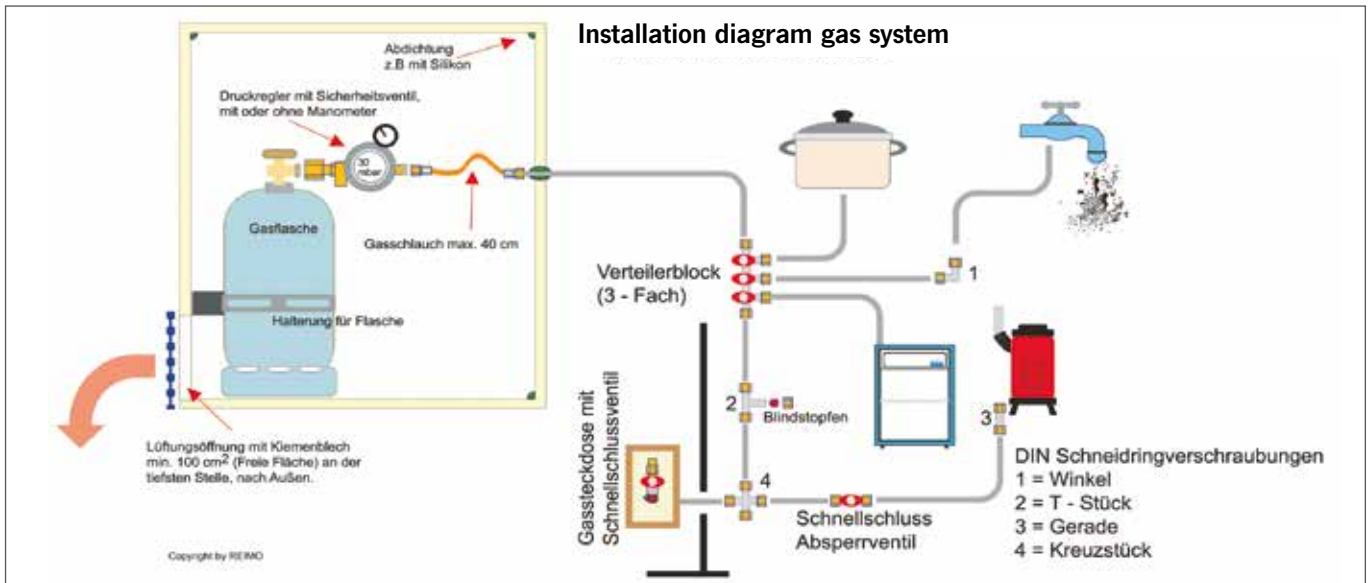 Installation diagram gas system
Abdichtung
z.B mit Silikon
Druckregler mit Sicherheitsventil,
mit oder ohne Manometer
30
mbar
Gasflasche
Gasschlauch max. 40 cm
Halterung für Flasche
Lüftungsöffnung mit Kiemenblech
min. 100 cm² (Freie Fläche) an der
tiefsten Stelle, nach Außen.
Copyright by REIMO
Verteilerblock
(3 - Fach)
1
2
Blindstopfen
3
4
Gassteckdose mit
Schnellschlussventil
Schnellschluss
Absperrventil
DIN Schneidringverschraubungen
1 = Winkel
2 = T - Stück
3 = Gerade
4 = Kreuzstück